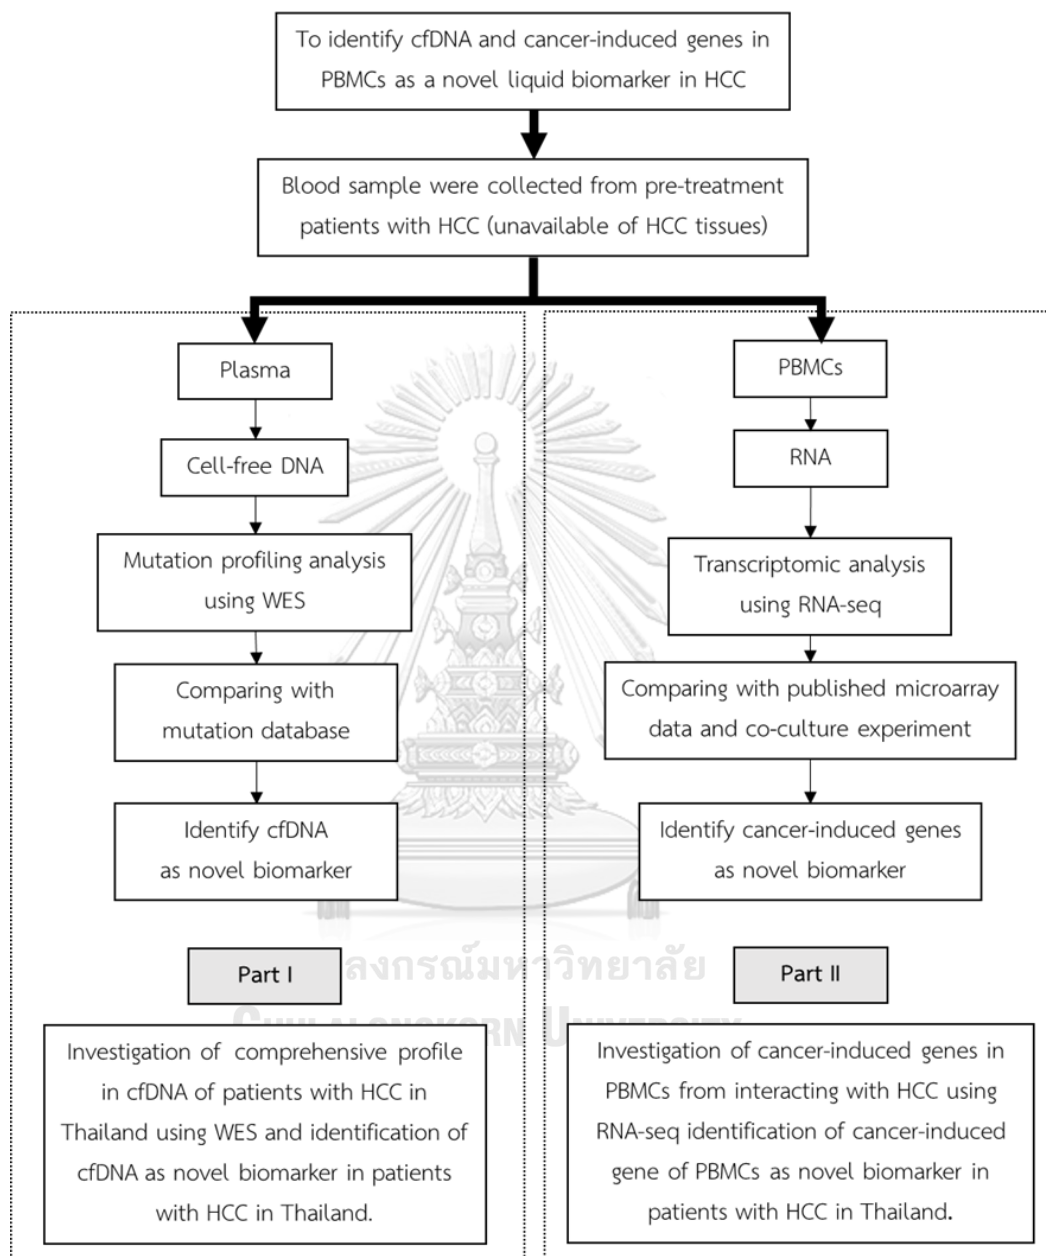 To identify cfDNA and cancer-induced genes in
PBMCs as a novel liquid biomarker in HCC
Blood sample were collected from pre-treatment
patients with HCC (unavailable of HCC tissues)
Plasma
Cell-free DNA
Mutation profiling analysis
using WES
Comparing with
mutation database
Identify cfDNA
as novel biomarker
Part I
Investigation of comprehensive profile
in cfDNA of patients with HCC in
Thailand using WES and identification of
cfDNA as novel biomarker in patients
with HCC in Thailand.
PBMCs
RNA
Transcriptomic analysis
using RNA-seq
Comparing with published microarray
data and co-culture experiment
Identify cancer-induced genes
as novel biomarker
Part II
Investigation of cancer-induced genes in
PBMCs from interacting with HCC using
RNA-seq identification of cancer-induced
gene of PBMCs as novel biomarker in
patients with HCC in Thailand.
ลงกรณ์มหาวิทยาลัย